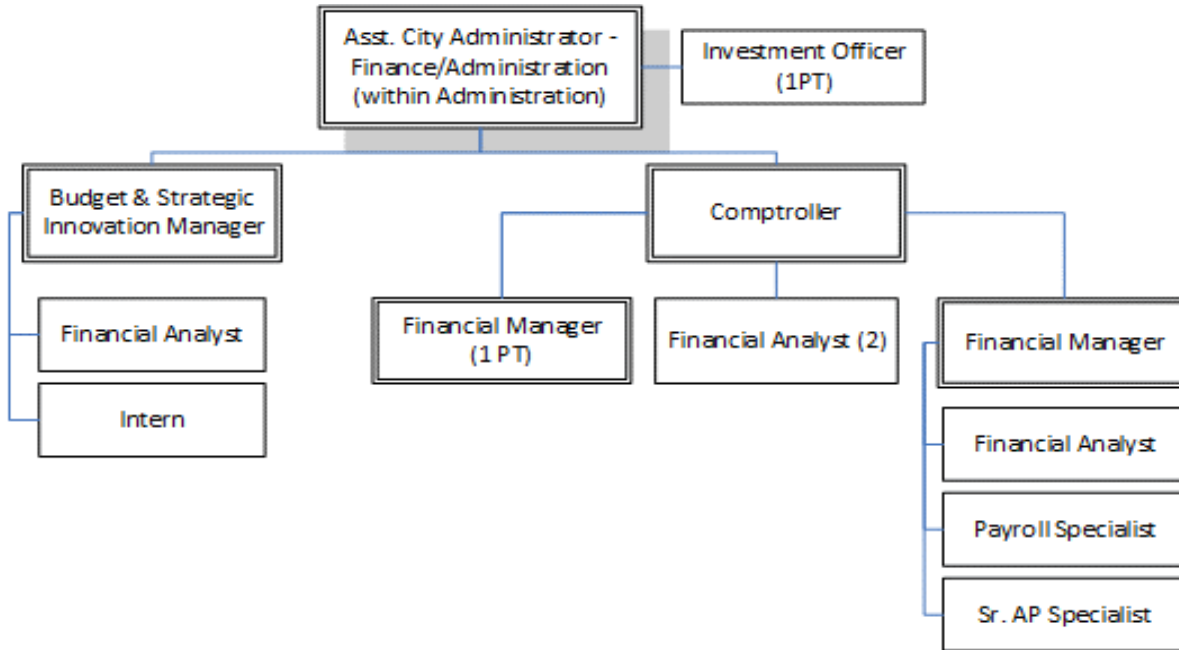 Asst. City Administrator -
Finance/Administration
(within Administration)
Investment Officer
(1PT)
Budget & Strategic
Innovation Manager
Comptroller
Financial Analyst
Intern
Financial Manager
(1 PT)
Financial Analyst (2)
Financial Manager
Financial Analyst
Payroll Specialist
Sr. AP Specialist